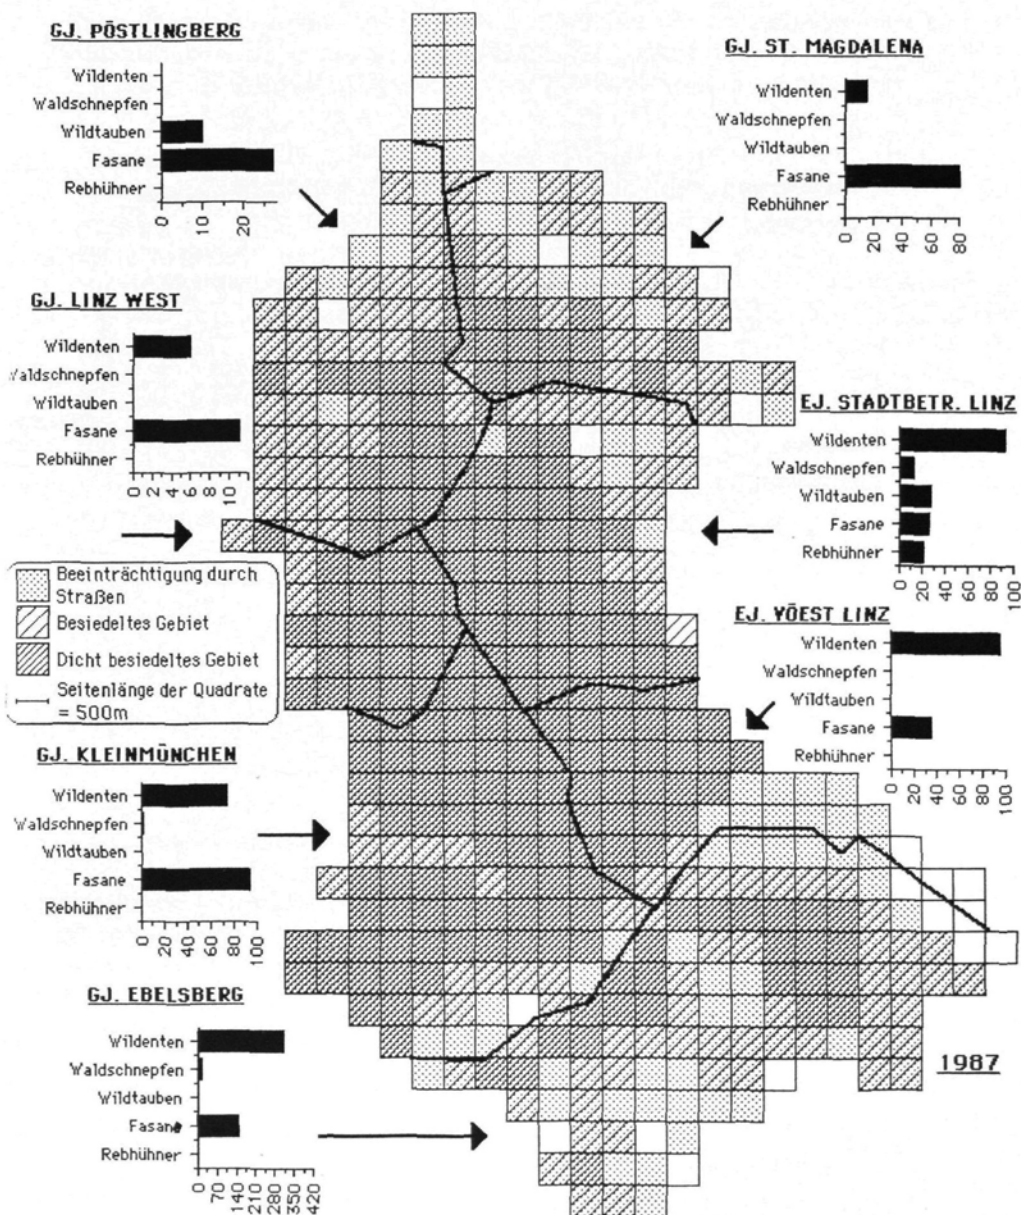 GJ. PÖSTLINGBERG
Wildenten
Waldschnepfen
Wildtauben
Fasane
Rebhühner
0 10 20
GJ. ST. MAGDALENA
Wildenten
Waldschnepfen
Wildtauben
Fasane
Rebhühner
0 20 40 60 80
GJ. LINZ WEST
Wildenten
Waldschnepfen
Wildtauben
Fasane
Rebhühner
0 2 4 6 8 10
EJ. STADTBETR. LINZ
Wildenten
Waldschnepfen
Wildtauben
Fasane
Rebhühner
0 20 40 60 80 100
Beeinträchtigung durch
Straßen
Besiedeltes Gebiet
Dicht besiedeltes Gebiet
Seitenlänge der Quadrate
= 500m
EJ. VÖEST LINZ
Wildenten
Waldschnepfen
Wildtauben
Fasane
Rebhühner
0 20 40 60 80 100
GJ. KLEINMÜNCHEN
Wildenten
Waldschnepfen
Wildtauben
Fasane
Rebhühner
0 20 40 60 80 100
GJ. EBELSBERG
Wildenten
Waldschnepfen
Wildtauben
Fasane
Rebhühner
0 70 140 210 280 350 420
1987